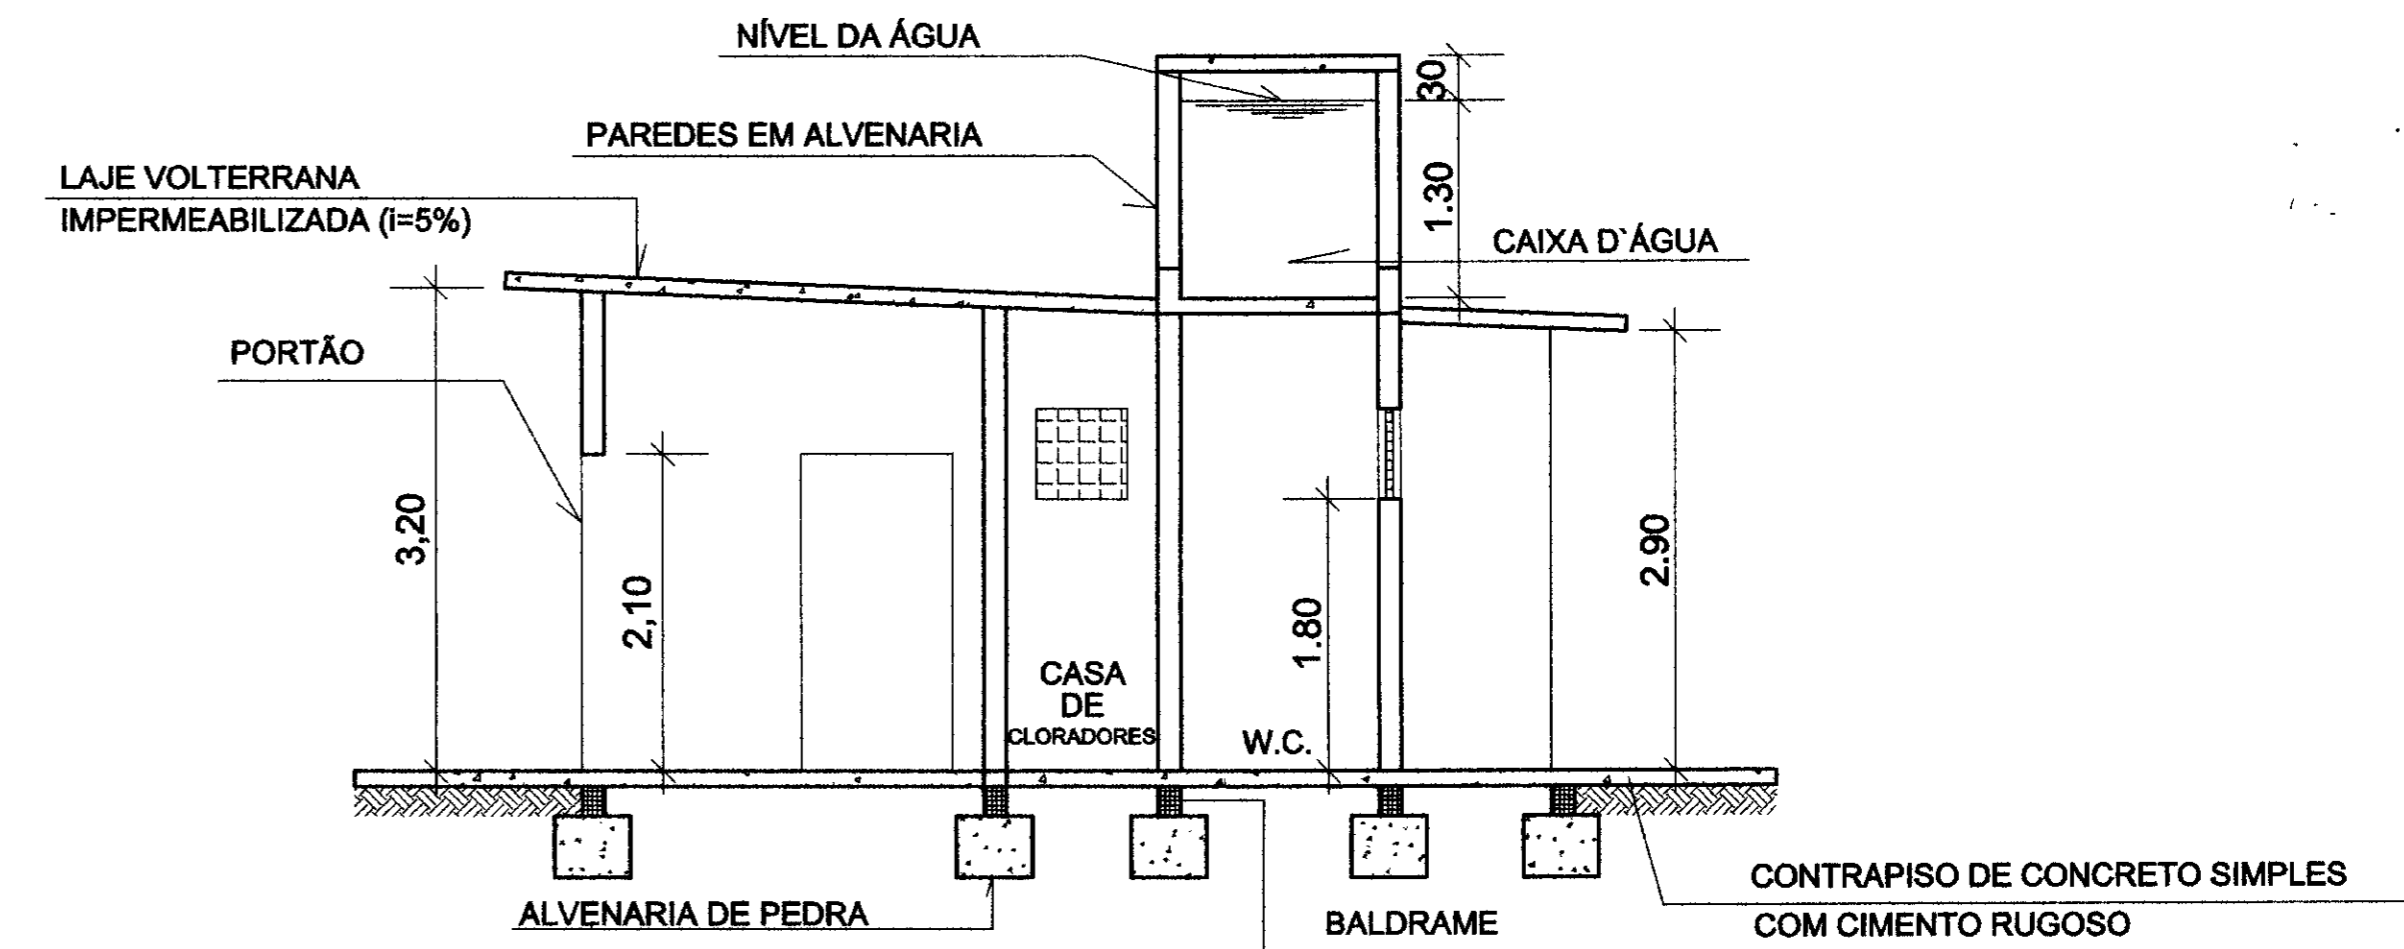 NÍVEL DA ÁGUA
30
PAREDES EM ALVENARIA
LAJE VOLTERRANA
IMPERMEABILIZADA (i=5%)
1.30
CAIXA D`ÁGUA
PORTÃO
3,20
2,10
1.80
2.90
CASA
DE
CLORADORES
W.C.
ALVENARIA DE PEDRA
BALDRAME
CONTRAPISO DE CONCRETO SIMPLES
COM CIMENTO RUGOSO